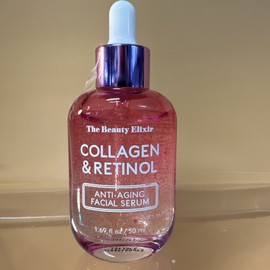 The Beauty Elixir
COLLAGEN
& RETINOL
ANTI-AGING
FACIAL SERUM
1.69 fl oz / 50 ml